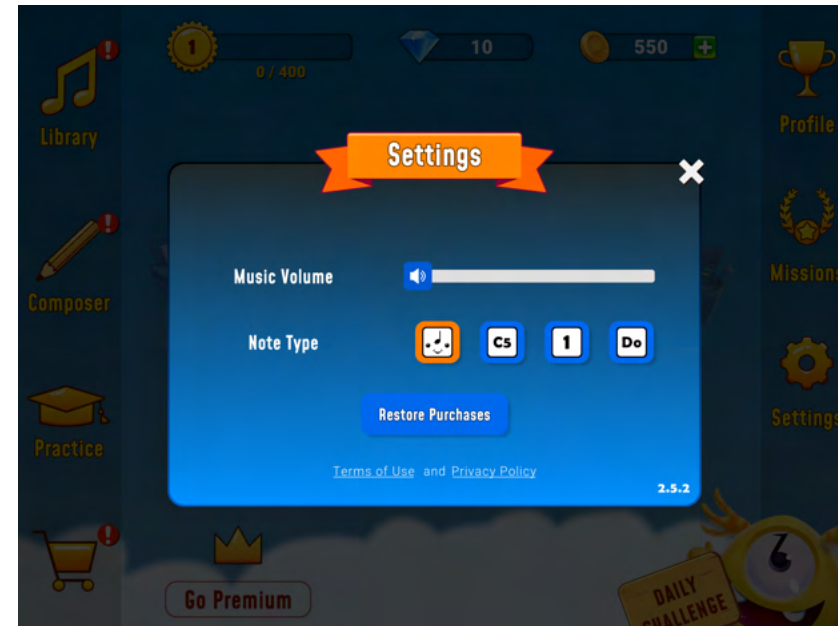 1
10
550
0 / 400
Library
Profile
Settings
Composer
Music Volume
Missions
Note Type
C5
1
Do
Practice
Restore Purchases
Settings
Terms of Use and Privacy Policy
2.5.2
Go Premium
DAILY
CHALLENGE